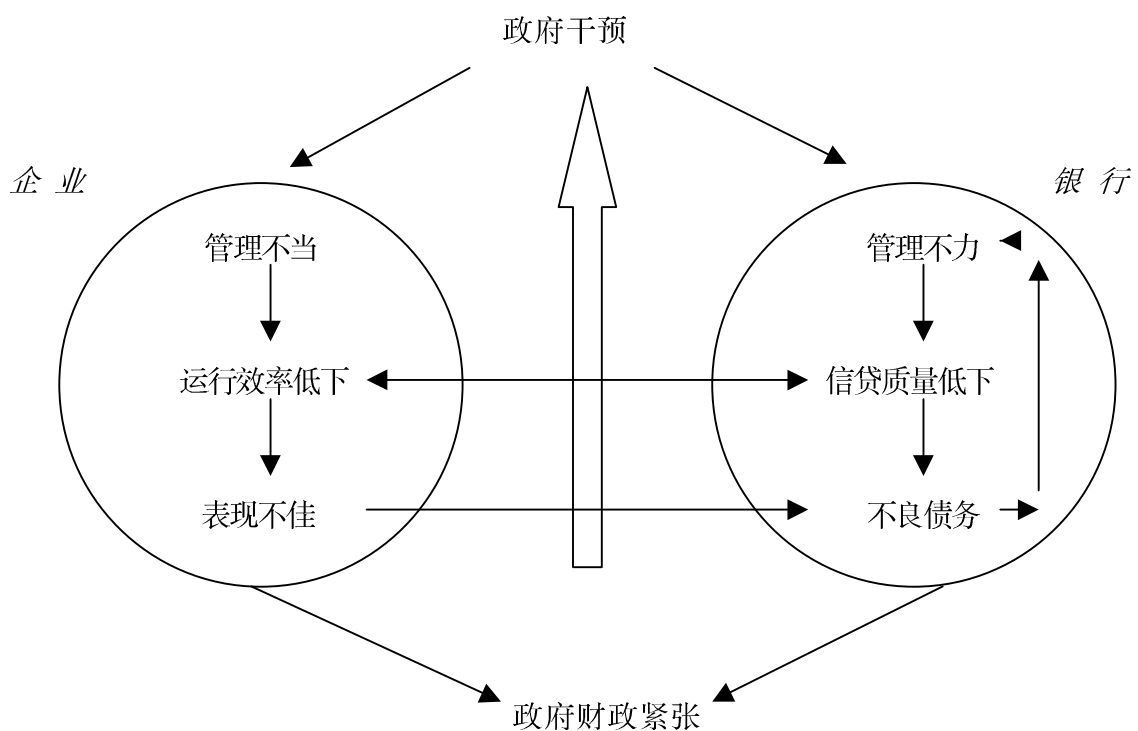 政府干预
企业
银行
管理不当
管理不力
运行效率低下
信贷质量低下
表现不佳
不良债务
政府财政紧张